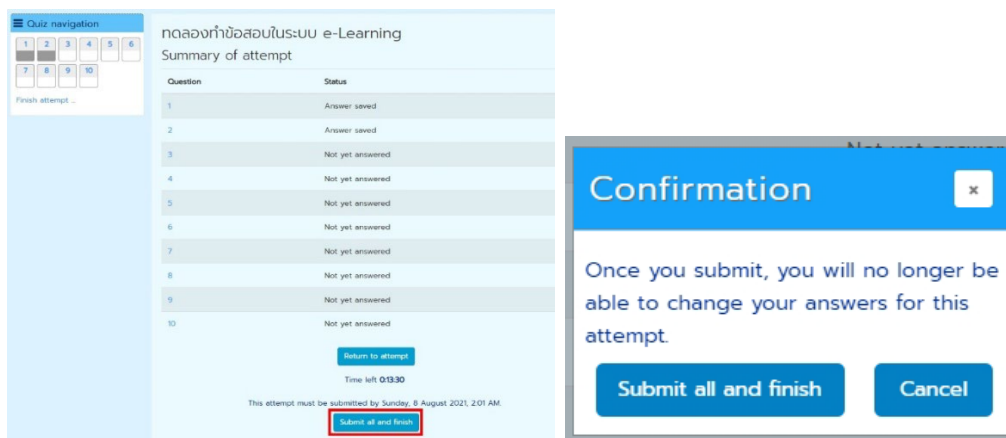 Quiz navigation
1 2 3 4 5 6
7 8 9 10
Finish attempt ...
ทดลองทำข้อสอบในระบบ e-Learning
Summary of attempt
Question Status
1 Answer saved
2 Answer saved
3 Not yet answered
4 Not yet answered
5 Not yet answered
6 Not yet answered
7 Not yet answered
8 Not yet answered
9 Not yet answered
10 Not yet answered
Return to attempt
Time left 0:13:30
This attempt must be submitted by Sunday, 8 August 2021, 2:01 AM.
Submit all and finish
Confirmation
×
Once you submit, you will no longer be
able to change your answers for this
attempt.
Submit all and finish Cancel